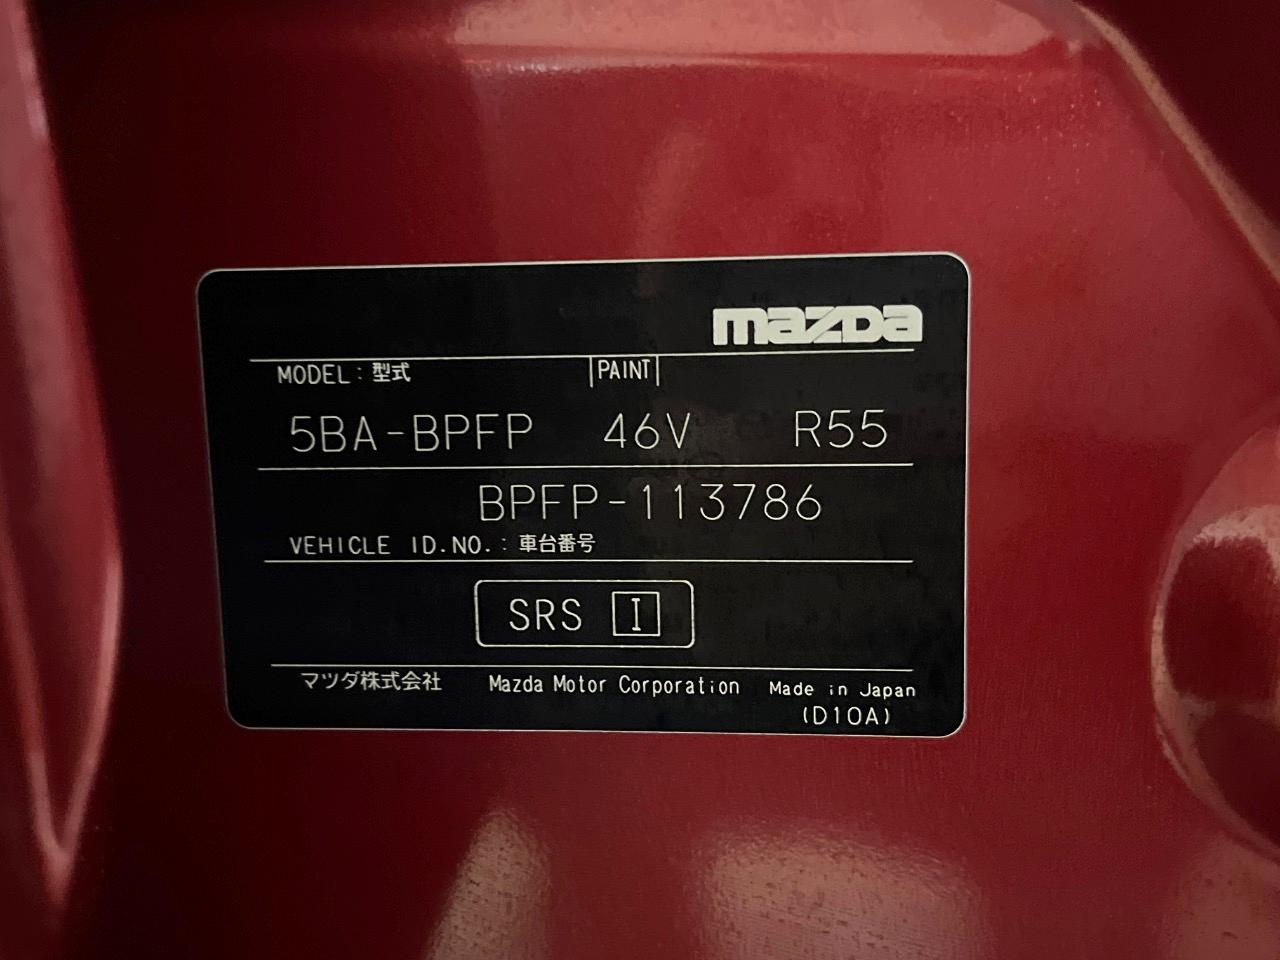 mazda
MODEL : 型式 PAINT
5BA-BPFP 46V R55
BPFP-113786
VEHICLE ID.NO. : 車台番号
SRS I
マツダ株式会社 Mazda Motor Corporation Made in Japan
(D10A)